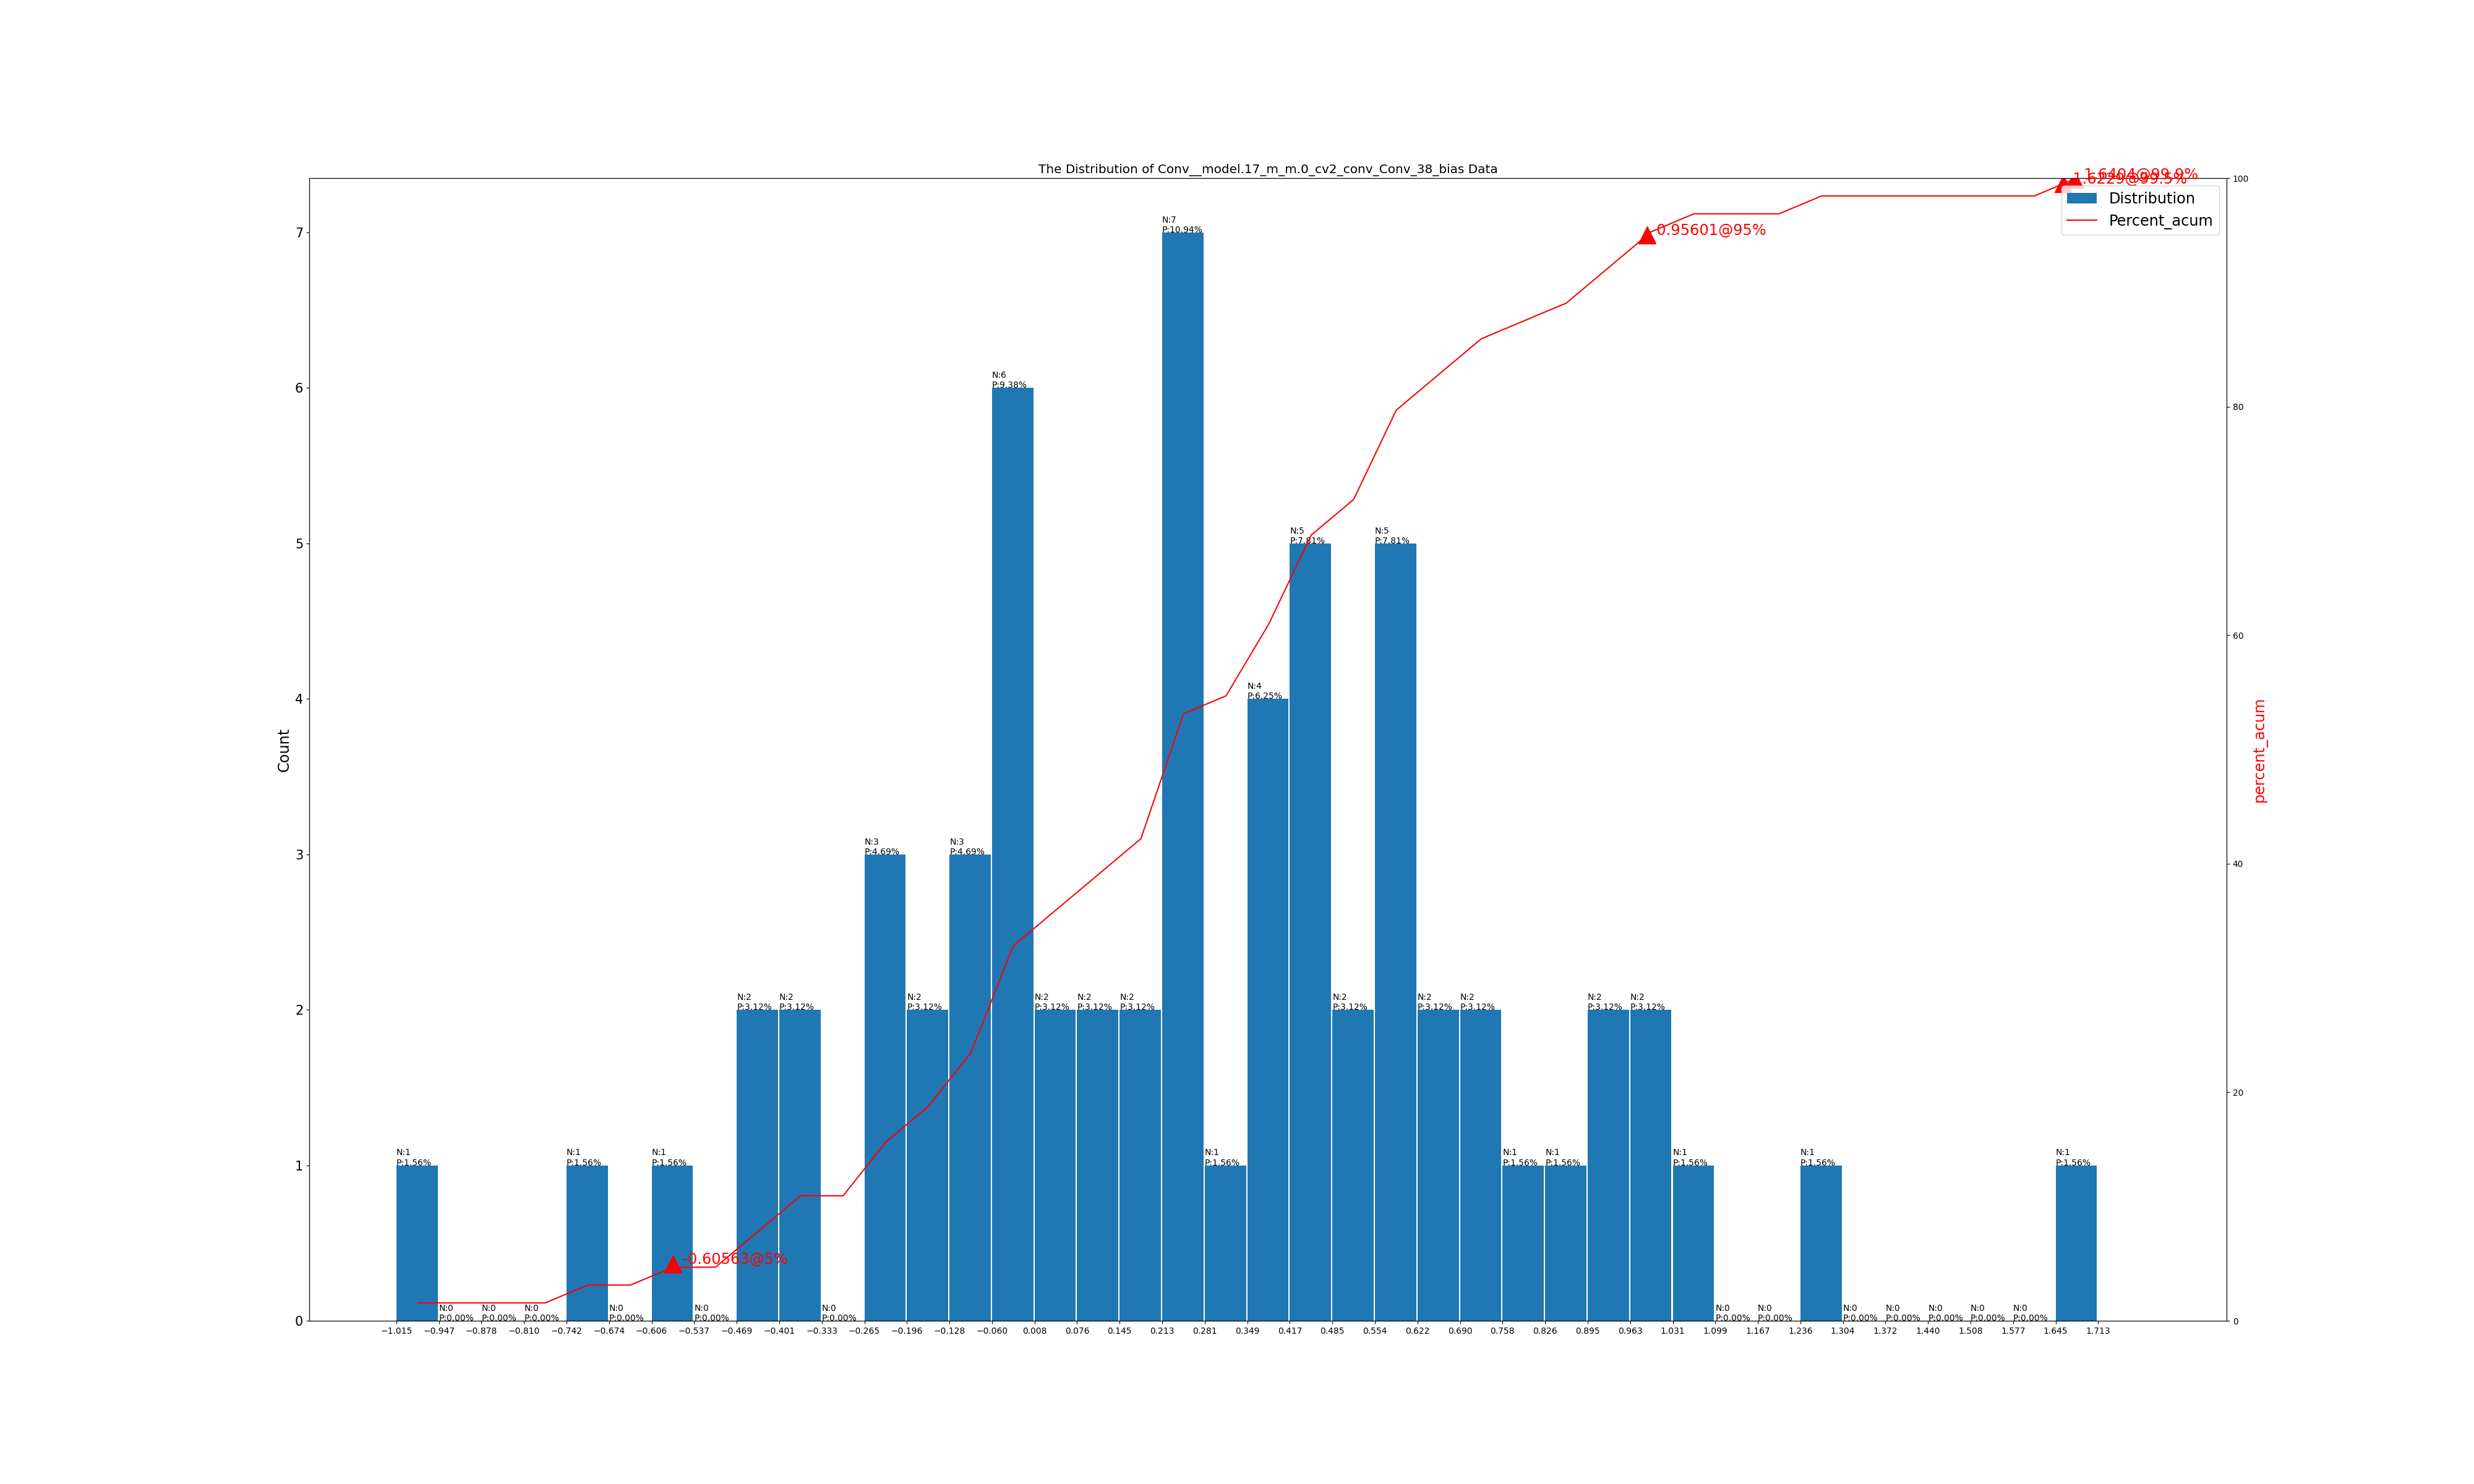 The Distribution of Conv__model.17_m_m.0_cv2_conv_Conv_38_bias Data
1.6404@99.9%
1.6229@99.5%
Distribution
Percent_acum
0.95601@95%
-0.60563@5%
Count
percent_acum
7
6
5
4
3
2
1
0
100
80
60
40
20
0
N:1
P:1.56%
N:0
P:0.00%
N:0
P:0.00%
N:0
P:0.00%
N:1
P:1.56%
N:0
P:0.00%
N:1
P:1.56%
N:0
P:0.00%
N:2
P:3.12%
N:2
P:3.12%
N:0
P:0.00%
N:3
P:4.69%
N:2
P:3.12%
N:3
P:4.69%
N:6
P:9.38%
N:2
P:3.12%
N:2
P:3.12%
N:2
P:3.12%
N:7
P:10.94%
N:1
P:1.56%
N:4
P:6.25%
N:5
P:7.81%
N:2
P:3.12%
N:5
P:7.81%
N:2
P:3.12%
N:2
P:3.12%
N:1
P:1.56%
N:1
P:1.56%
N:2
P:3.12%
N:2
P:3.12%
N:1
P:1.56%
N:0
P:0.00%
N:0
P:0.00%
N:1
P:1.56%
N:0
P:0.00%
N:0
P:0.00%
N:0
P:0.00%
N:0
P:0.00%
N:0
P:0.00%
N:1
P:1.56%
−1.015 −0.947 −0.878 −0.810 −0.742 −0.674 −0.606 −0.537 −0.469 −0.401 −0.333 −0.265 −0.196 −0.128 −0.060 0.008 0.076 0.145 0.213 0.281 0.349 0.417 0.485 0.554 0.622 0.690 0.758 0.826 0.895 0.963 1.031 1.099 1.167 1.236 1.304 1.372 1.440 1.508 1.577 1.645 1.713